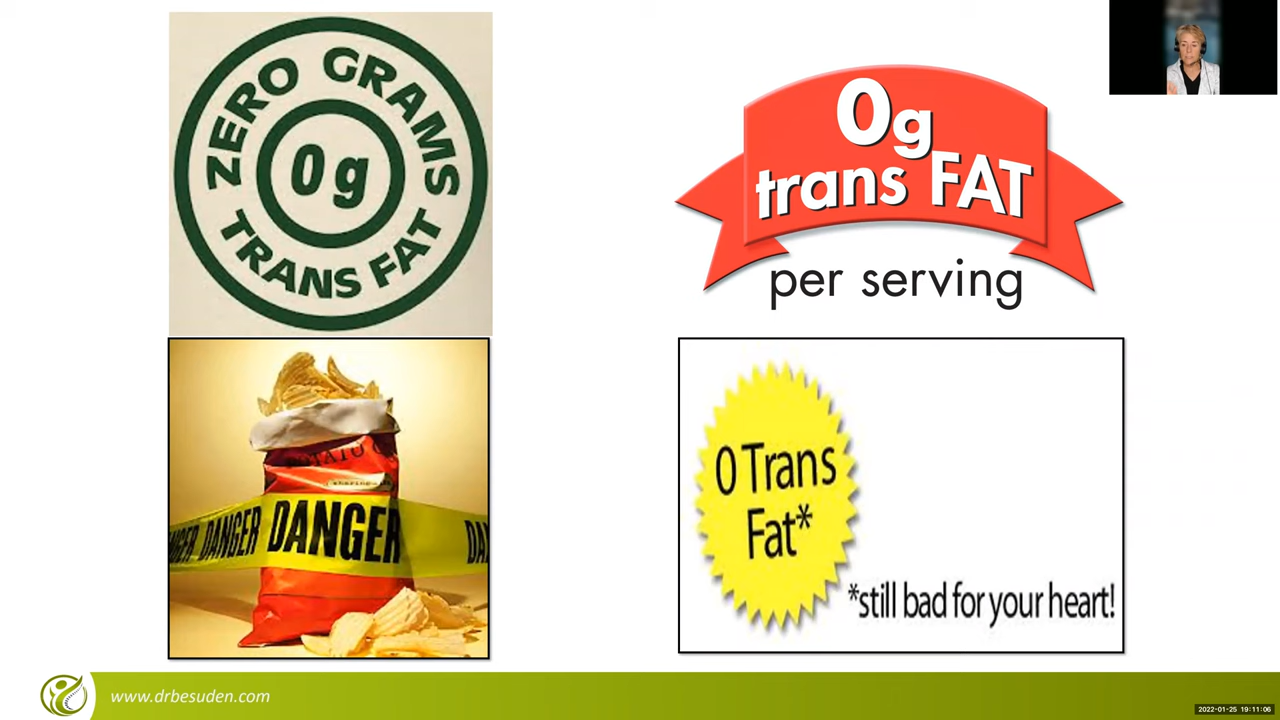 ZERO GRAMS
0g
TRANS FAT
0g
trans FAT
per serving
DANGER DANGER
0 Trans
Fat*
*still bad for your heart!
www.drbesuden.com
2022-01-25 19:11:06